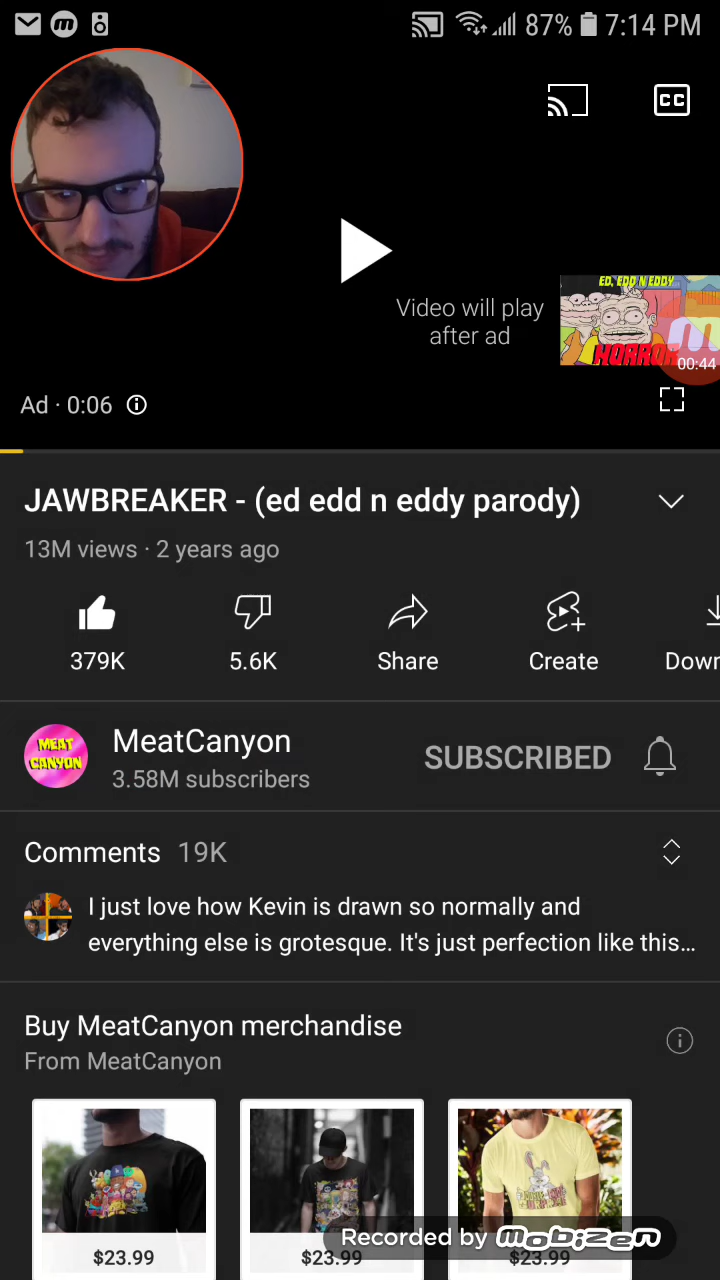 87% 7:14 PM
CC
Video will play
after ad
ED, EDD N EDDY
HORROR
00:44
Ad · 0:06
JAWBREAKER - (ed edd n eddy parody)
13M views · 2 years ago
379K
5.6K
Share
Create
Down
MEAT
CANYON
MeatCanyon
3.58M subscribers
SUBSCRIBED
Comments 19K
I just love how Kevin is drawn so normally and
everything else is grotesque. It's just perfection like this...
Buy MeatCanyon merchandise
From MeatCanyon
$23.99
$23.99
$23.99
Recorded by mobizen